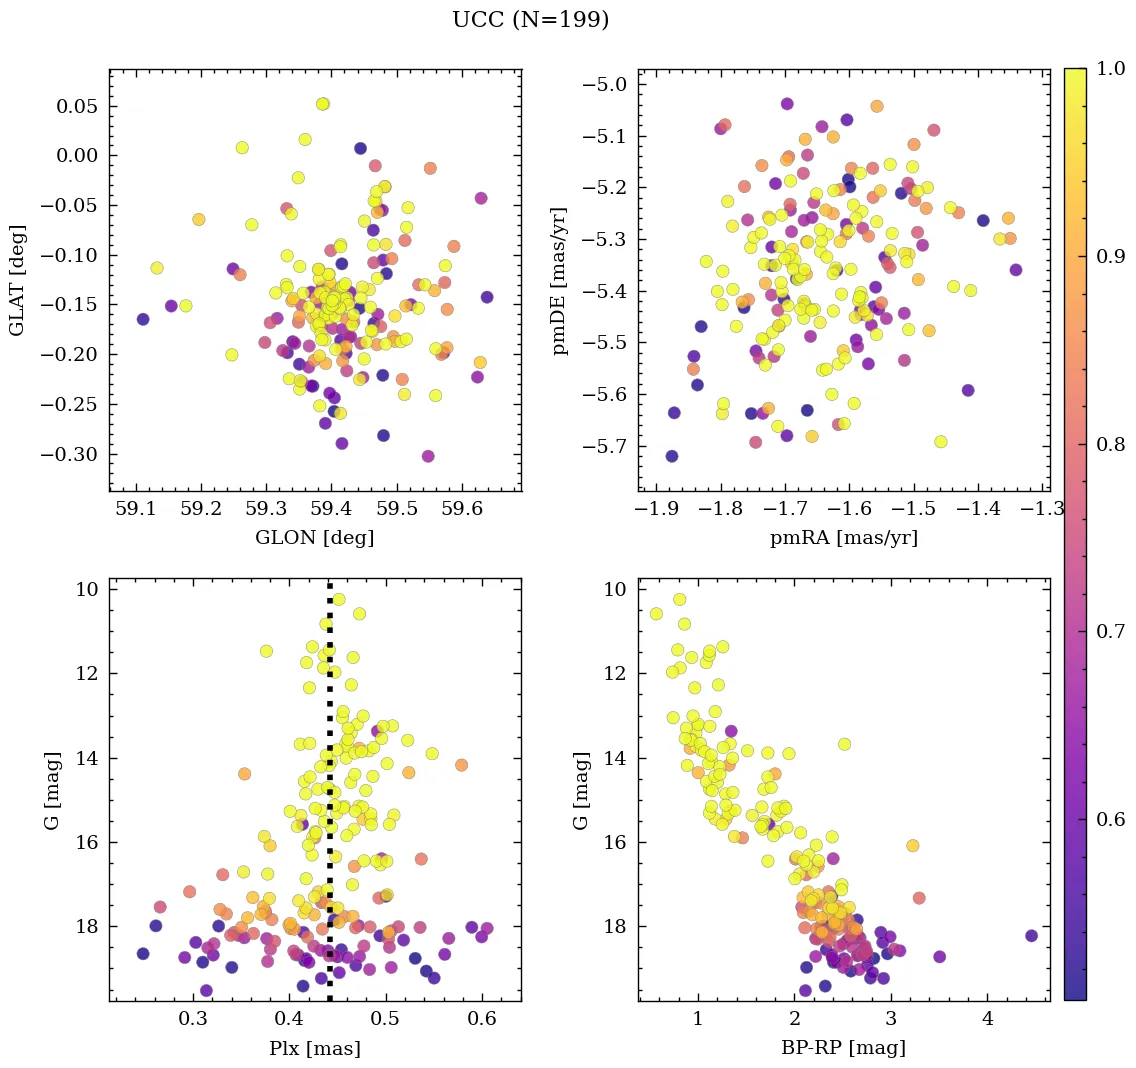 UCC (N=199)
0.05
0.00
−0.05
−0.10
−0.15
−0.20
−0.25
−0.30
GLAT [deg]
59.1 59.2 59.3 59.4 59.5 59.6
GLON [deg]
−5.0
−5.1
−5.2
−5.3
−5.4
−5.5
−5.6
−5.7
pmDE [mas/yr]
−1.9 −1.8 −1.7 −1.6 −1.5 −1.4 −1.3
pmRA [mas/yr]
10
12
14
16
18
G [mag]
0.3 0.4 0.5 0.6
Plx [mas]
10
12
14
16
18
G [mag]
1 2 3 4
BP-RP [mag]
1.0
0.9
0.8
0.7
0.6